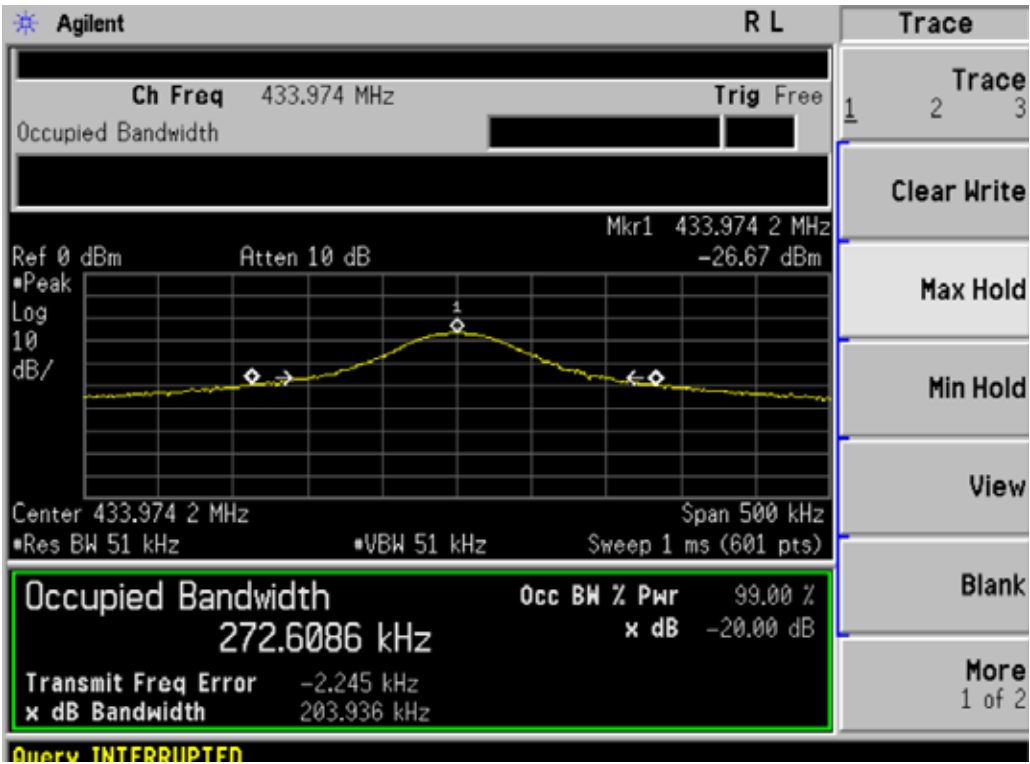 Agilent R L Trace
Ch Freq 433.974 MHz Trig Free
Occupied Bandwidth
Trace
1 2 3
Clear Write
Max Hold
Min Hold
View
Blank
More
1 of 2
Mkr1 433.974 2 MHz
Ref 0 dBm Atten 10 dB -26.67 dBm
Peak
Log
10
dB/
1
Center 433.974 2 MHz Span 500 kHz
Res BW 51 kHz VBW 51 kHz Sweep 1 ms (601 pts)
Occupied Bandwidth Occ BW % Pwr 99.00 %
272.6086 kHz x dB -20.00 dB
Transmit Freq Error -2.245 kHz
x dB Bandwidth 203.936 kHz
Query INTERRUPTED